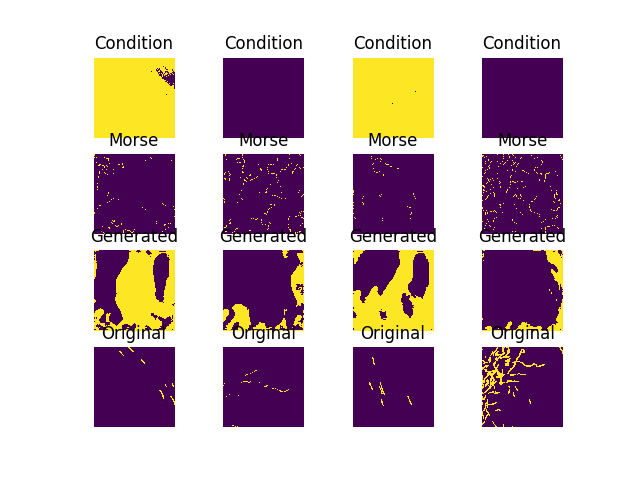 Condition Condition Condition Condition
Morse Morse Morse Morse
Generated Generated Generated Generated
Original Original Original Original